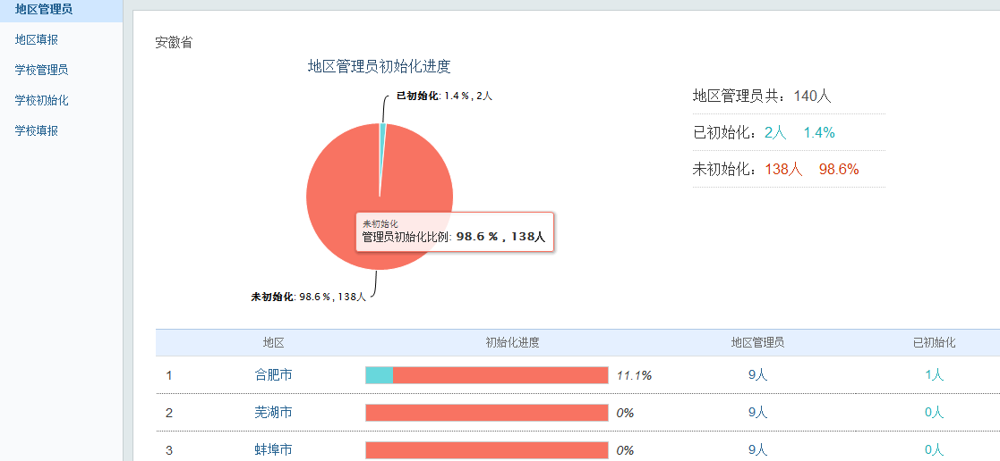 地区管理员
地区填报
学校管理员
学校初始化
学校填报
安徽省
地区管理员初始化进度
已初始化: 1.4 % , 2人
未初始化
管理员初始化比例: 98.6 % , 138人
未初始化: 98.6 % , 138人
地区管理员共：140人
已初始化：2人 1.4%
未初始化：138人 98.6%
地区 初始化进度 地区管理员 已初始化
1 合肥市 11.1% 9人 1人
2 芜湖市 0% 9人 0人
3 蚌埠市 0% 9人 0人